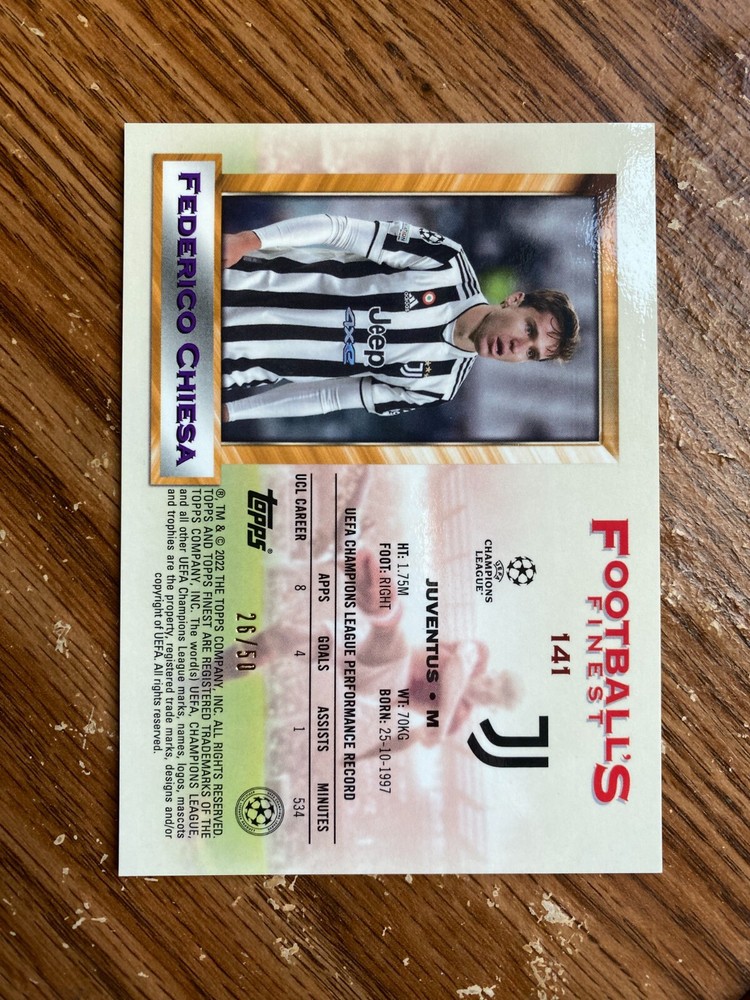 FOOTBALL'S
FINEST
141
CHAMPIONS
LEAGUE
JUVENTUS • M
HT: 1.75M WT: 70KG
FOOT: RIGHT BORN: 25-10-1997
UEFA CHAMPIONS LEAGUE PERFORMANCE RECORD
APPS GOALS ASSISTS MINUTES
UCL CAREER 8 4 1 534
topps
26/50
®, TM & © 2022 THE TOPPS COMPANY, INC. ALL RIGHTS RESERVED.
TOPPS AND TOPPS FINEST ARE REGISTERED TRADEMARKS OF THE
TOPPS COMPANY, INC. The word(s) UEFA, CHAMPIONS LEAGUE,
and all other UEFA Champions League marks, names, logos, mascots
and trophies are the property, registered trade marks, designs and/or
copyright of UEFA. All rights reserved.
adidas
Jeep
4xe
FEDERICO CHIESA